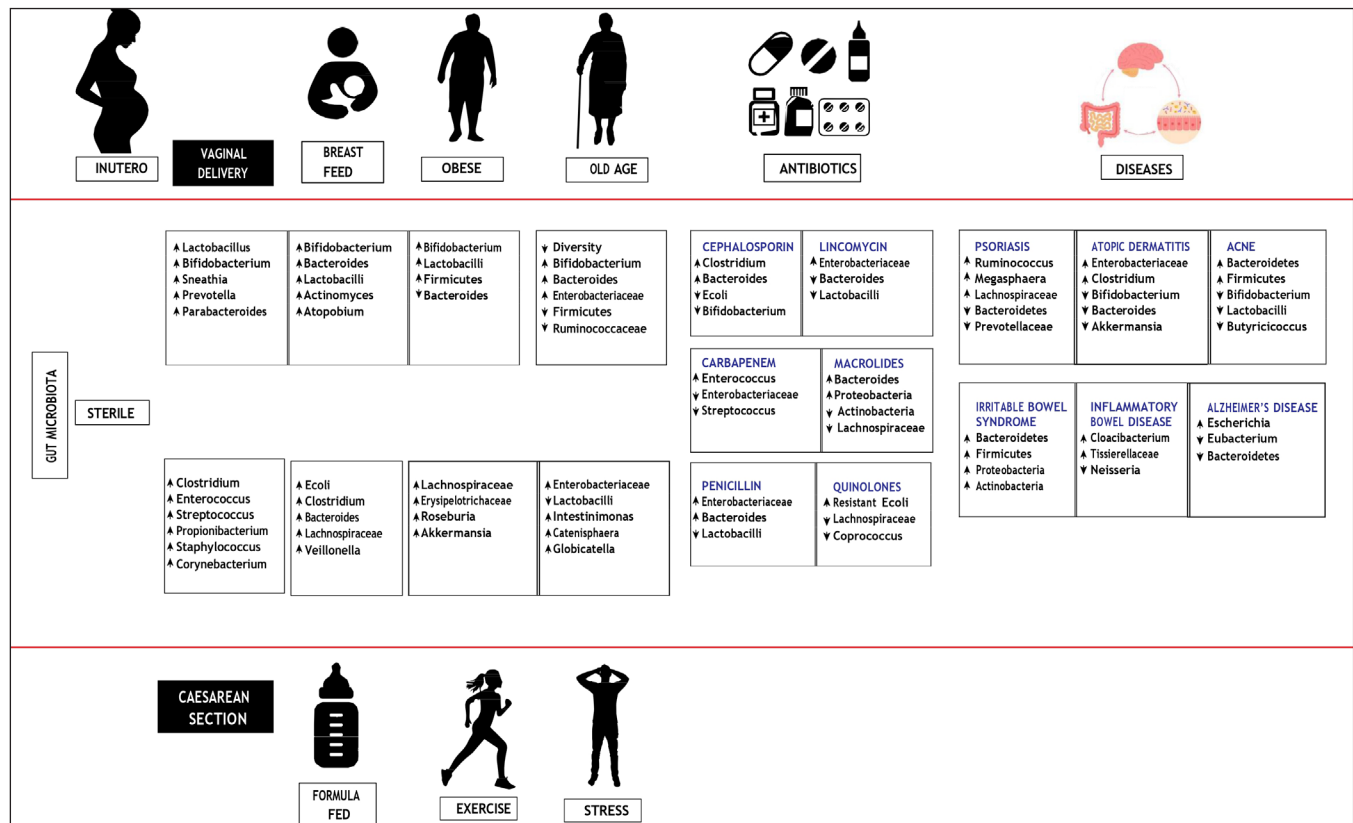 INUTERO
VAGINAL
DELIVERY
BREAST
FEED
OBESE
OLD AGE
ANTIBIOTICS
DISEASES
GUT MICROBIOTA
STERILE
Lactobacillus
Bifidobacterium
Sneathia
Prevotella
Parabacteroides
Bifidobacterium
Bacteroides
Lactobacilli
Actinomyces
Atopobium
Bifidobacterium
Lactobacilli
Firmicutes
Bacteroides
Diversity
Bifidobacterium
Bacteroides
Enterobacteriaceae
Firmicutes
Ruminococcaceae
CEPHALOSPORIN
Clostridium
Bacteroides
Ecoli
Bifidobacterium
LINCOMYCIN
Enterobacteriaceae
Bacteroides
Lactobacilli
PSORIASIS
Ruminococcus
Megasphaera
Lachnospiraceae
Bacteroidetes
Prevotellaceae
ATOPIC DERMATITIS
Enterobacteriaceae
Clostridium
Bifidobacterium
Bacteroides
Akkermansia
ACNE
Bacteroidetes
Firmicutes
Bifidobacterium
Lactobacilli
Butyricicoccus
CARBAPENEM
Enterococcus
Enterobacteriaceae
Streptococcus
MACROLIDES
Bacteroides
Proteobacteria
Actinobacteria
Lachnospiraceae
IRRITABLE BOWEL
SYNDROME
Bacteroidetes
Firmicutes
Proteobacteria
Actinobacteria
INFLAMMATORY
BOWEL DISEASE
Cloacibacterium
Tissierellaceae
Neisseria
ALZHEIMER'S DISEASE
Escherichia
Eubacterium
Bacteroidetes
Clostridium
Enterococcus
Streptococcus
Propionibacterium
Staphylococcus
Corynebacterium
Ecoli
Clostridium
Bacteroides
Lachnospiraceae
Veillonella
Lachnospiraceae
Erysipelotrichaceae
Roseburia
Akkermansia
Enterobacteriaceae
Lactobacilli
Intestinimonas
Catenisphaera
Globicatella
PENICILLIN
Enterobacteriaceae
Bacteroides
Lactobacilli
QUINOLONES
Resistant Ecoli
Lachnospiraceae
Coprococcus
CAESAREAN
SECTION
FORMULA
FED
EXERCISE
STRESS